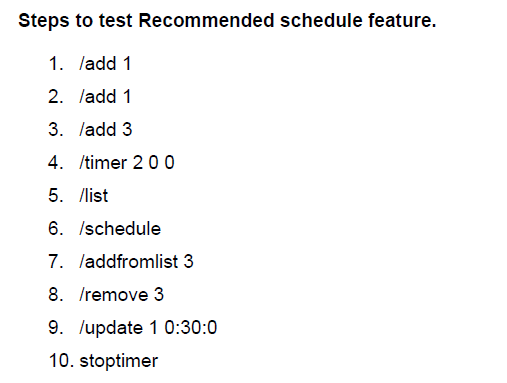 Steps to test Recommended schedule feature.
1. /add 1
2. /add 1
3. /add 3
4. /timer 2 0 0
5. /list
6. /schedule
7. /addfromlist 3
8. /remove 3
9. /update 1 0:30:0
10. stoptimer